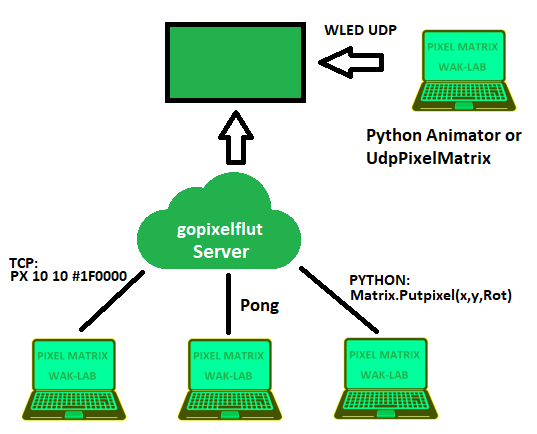 WLED UDP
PIXEL MATRIX
WAK-LAB
Python Animator or
UdpPixelMatrix
gopixelflut
Server
TCP:
PX 10 10 #1F0000
Pong
PYTHON:
Matrix.Putpixel(x,y,Rot)
PIXEL MATRIX
WAK-LAB
PIXEL MATRIX
WAK-LAB
PIXEL MATRIX
WAK-LAB